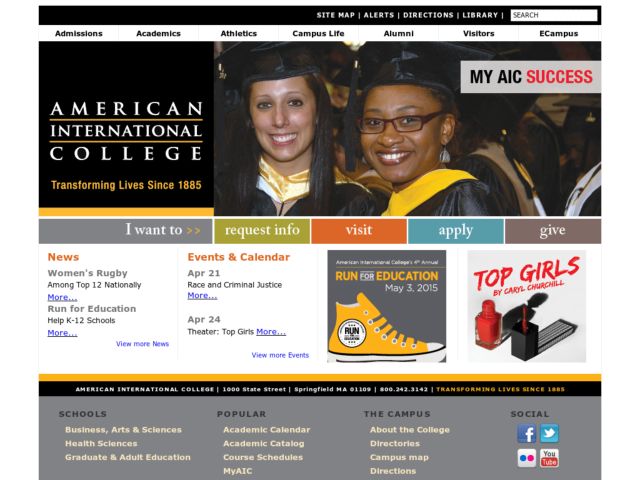 SITE MAP | ALERTS | DIRECTIONS | LIBRARY |
SEARCH
Admissions
Academics
Athletics
Campus Life
Alumni
Visitors
ECampus
AMERICAN
INTERNATIONAL
COLLEGE
Transforming Lives Since 1885
MY AIC SUCCESS
I want to >>
request info
visit
apply
give
News
Women's Rugby
Among Top 12 Nationally
More...
Run for Education
Help K-12 Schools
More...
View more News
Events & Calendar
Apr 21
Race and Criminal Justice
More...
Apr 24
Theater: Top Girls More...
View more Events
American International College's 4th Annual
RUN FOR EDUCATION
May 3, 2015
RUN
FOR
EDUCATION
TOP GIRLS
BY CARYL CHURCHILL
AMERICAN INTERNATIONAL COLLEGE | 1000 State Street | Springfield MA 01109 | 800.242.3142 | TRANSFORMING LIVES SINCE 1885
SCHOOLS
Business, Arts & Sciences
Health Sciences
Graduate & Adult Education
POPULAR
Academic Calendar
Academic Catalog
Course Schedules
MyAIC
THE CAMPUS
About the College
Directories
Campus map
Directions
SOCIAL
f
You
Tube